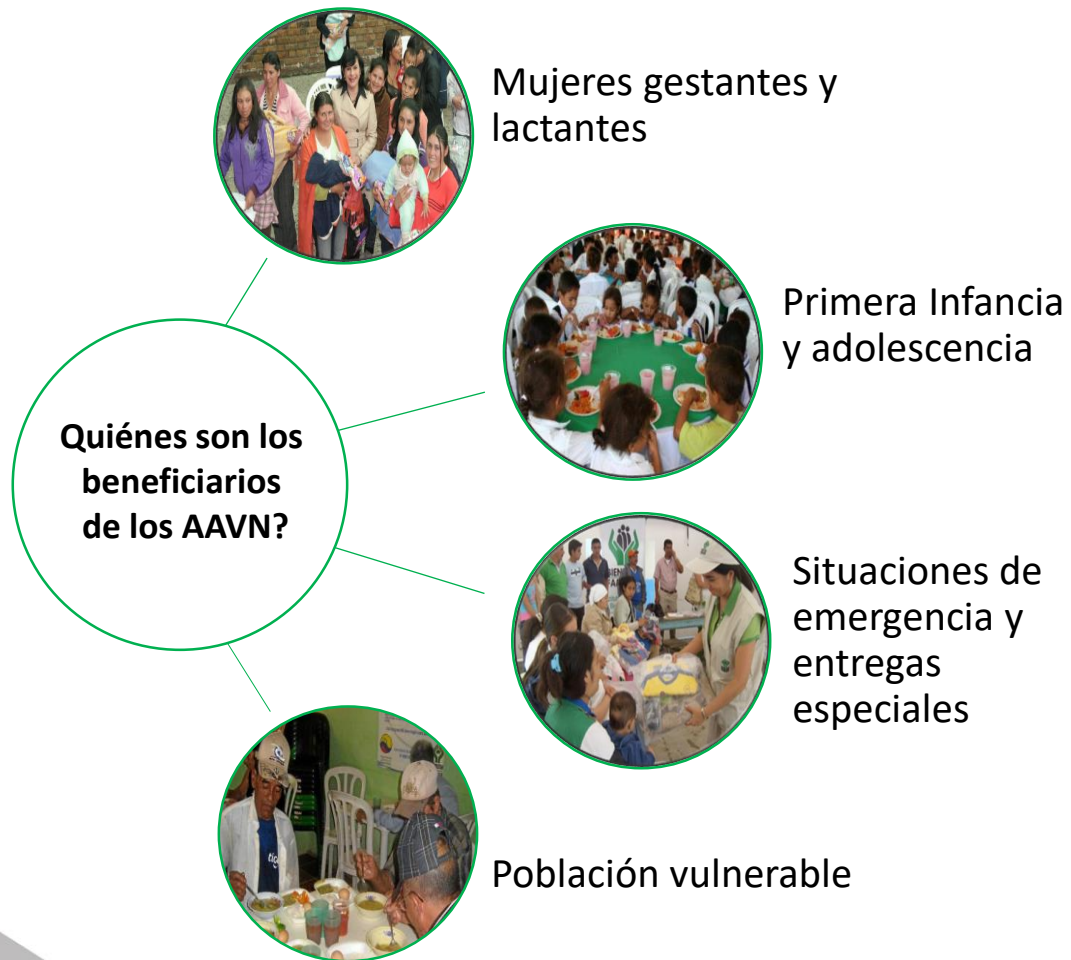 Mujeres gestantes y
lactantes
Primera Infancia
y adolescencia
Quiénes son los
beneficiarios
de los AAVN?
Situaciones de
emergencia y
entregas
especiales
Población vulnerable